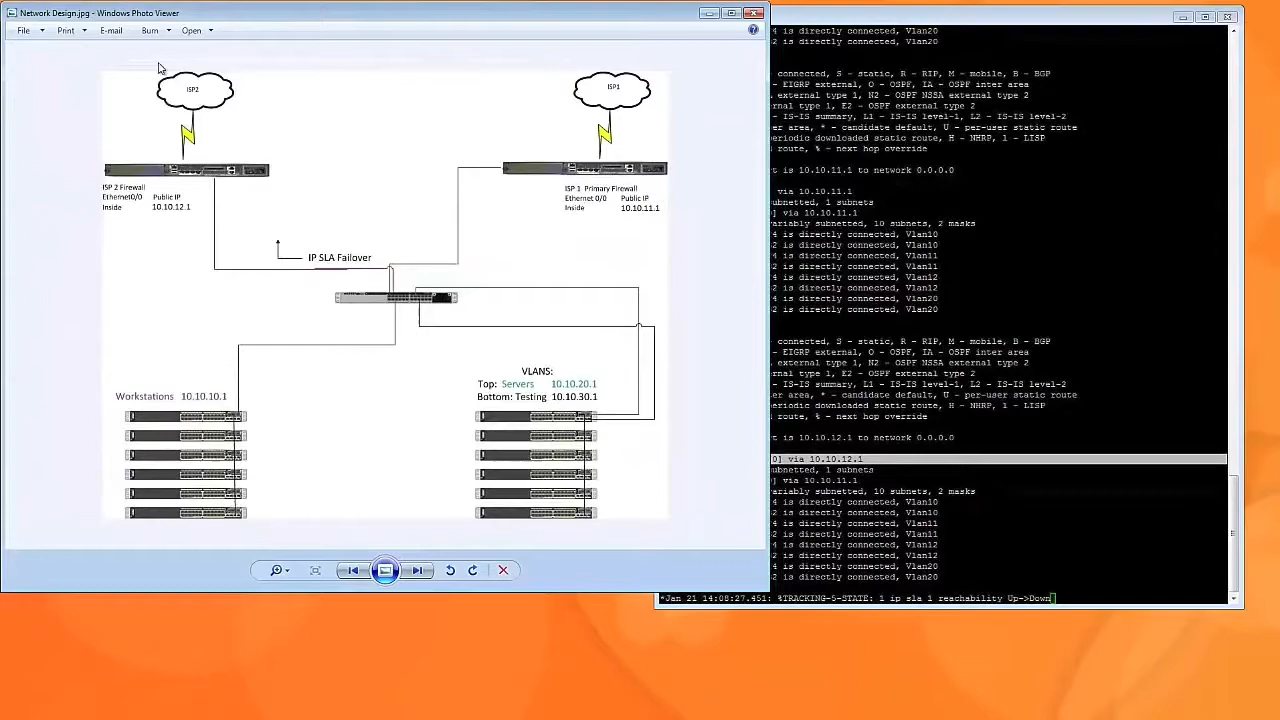 Network Design.jpg - Windows Photo Viewer
File Print E-mail Burn Open
ISP2
ISP1
ISP 2 Firewall
Ethernet0/0 Public IP
Inside 10.10.12.1
ISP 1 Primary Firewall
Ethernet 0/0 Public IP
Inside 10.10.11.1
IP SLA Failover
VLANS:
Top: Servers 10.10.20.1
Bottom: Testing 10.10.30.1
Workstations 10.10.10.1
4 is directly connected, Vlan20
2 is directly connected, Vlan20
connected, S - static, R - RIP, M - mobile, B - BGP
- EIGRP external, O - OSPF, IA - OSPF inter area
external type 1, N2 - OSPF NSSA external type 2
rnal type 1, E2 - OSPF external type 2
- IS-IS summary, L1 - IS-IS level-1, L2 - IS-IS level-2
er area, * - candidate default, U - per-user static route
periodic downloaded static route, H - NHRP, l - LISP
route, % - next hop override
t is 10.10.11.1 to network 0.0.0.0
via 10.10.11.1
ubnetted, 1 subnets
] via 10.10.11.1
variably subnetted, 10 subnets, 2 masks
4 is directly connected, Vlan10
2 is directly connected, Vlan10
4 is directly connected, Vlan11
2 is directly connected, Vlan11
4 is directly connected, Vlan12
2 is directly connected, Vlan12
4 is directly connected, Vlan20
2 is directly connected, Vlan20
connected, S - static, R - RIP, M - mobile, B - BGP
- EIGRP external, O - OSPF, IA - OSPF inter area
external type 1, N2 - OSPF NSSA external type 2
rnal type 1, E2 - OSPF external type 2
- IS-IS summary, L1 - IS-IS level-1, L2 - IS-IS level-2
er area, * - candidate default, U - per-user static route
periodic downloaded static route, H - NHRP, l - LISP
route, % - next hop override
t is 10.10.12.1 to network 0.0.0.0
0] via 10.10.12.1
ubnetted, 1 subnets
] via 10.10.11.1
variably subnetted, 10 subnets, 2 masks
4 is directly connected, Vlan10
2 is directly connected, Vlan10
4 is directly connected, Vlan11
2 is directly connected, Vlan11
4 is directly connected, Vlan12
2 is directly connected, Vlan12
4 is directly connected, Vlan20
2 is directly connected, Vlan20
*Jan 21 14:08:27.451: %TRACKING-5-STATE: 1 ip sla 1 reachability Up->Down